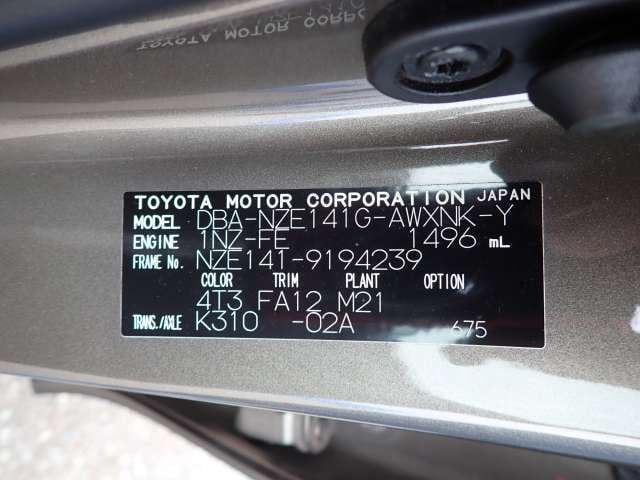 TOYOTA MOTOR CORPORATION JAPAN
MODEL DBA-NZE141G-AWXNK-Y
ENGINE 1NZ-FE 1496 mL
FRAME No. NZE141-9194239
COLOR TRIM PLANT OPTION
4T3 FA12 M21
TRANS./AXLE K310 -02A 675